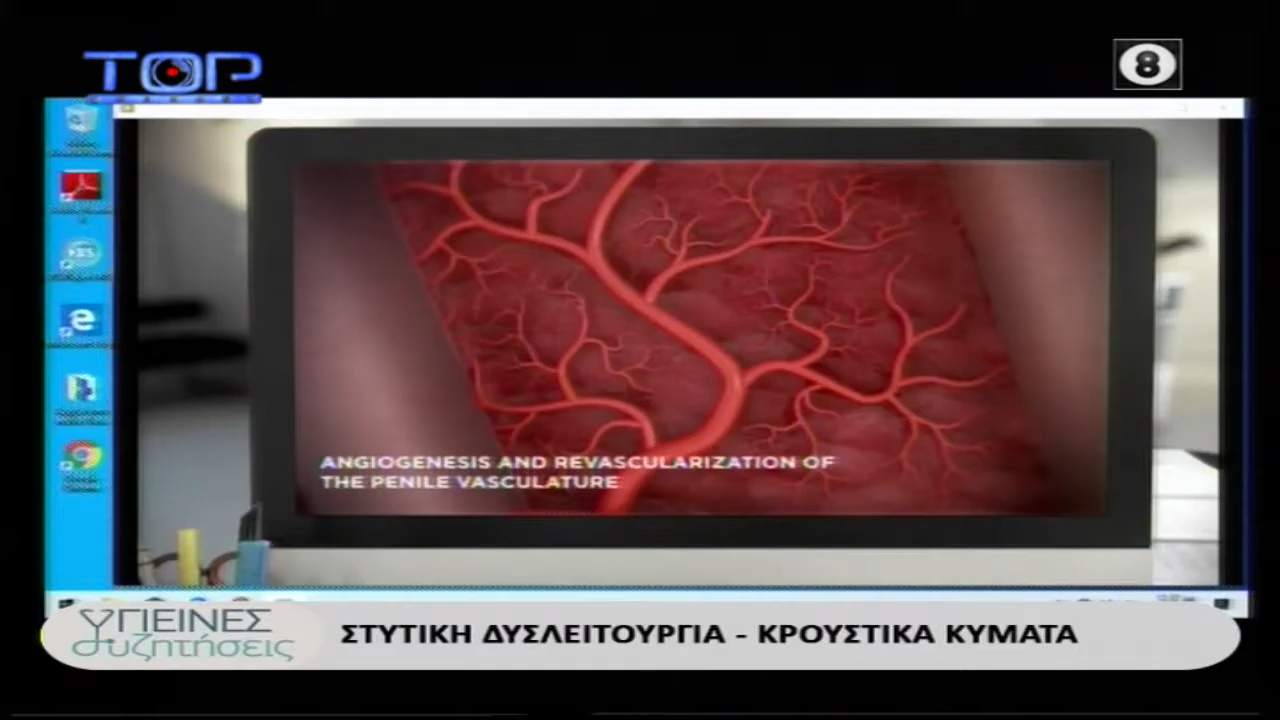 TOP
8
ANGIOGENESIS AND REVASCULARIZATION OF
THE PENILE VASCULATURE
ΥΓΙΕΙΝΕΣ
συζητήσεις
ΣΤΥΤΙΚΗ ΔΥΣΛΕΙΤΟΥΡΓΙΑ - ΚΡΟΥΣΤΙΚΑ ΚΥΜΑΤΑ